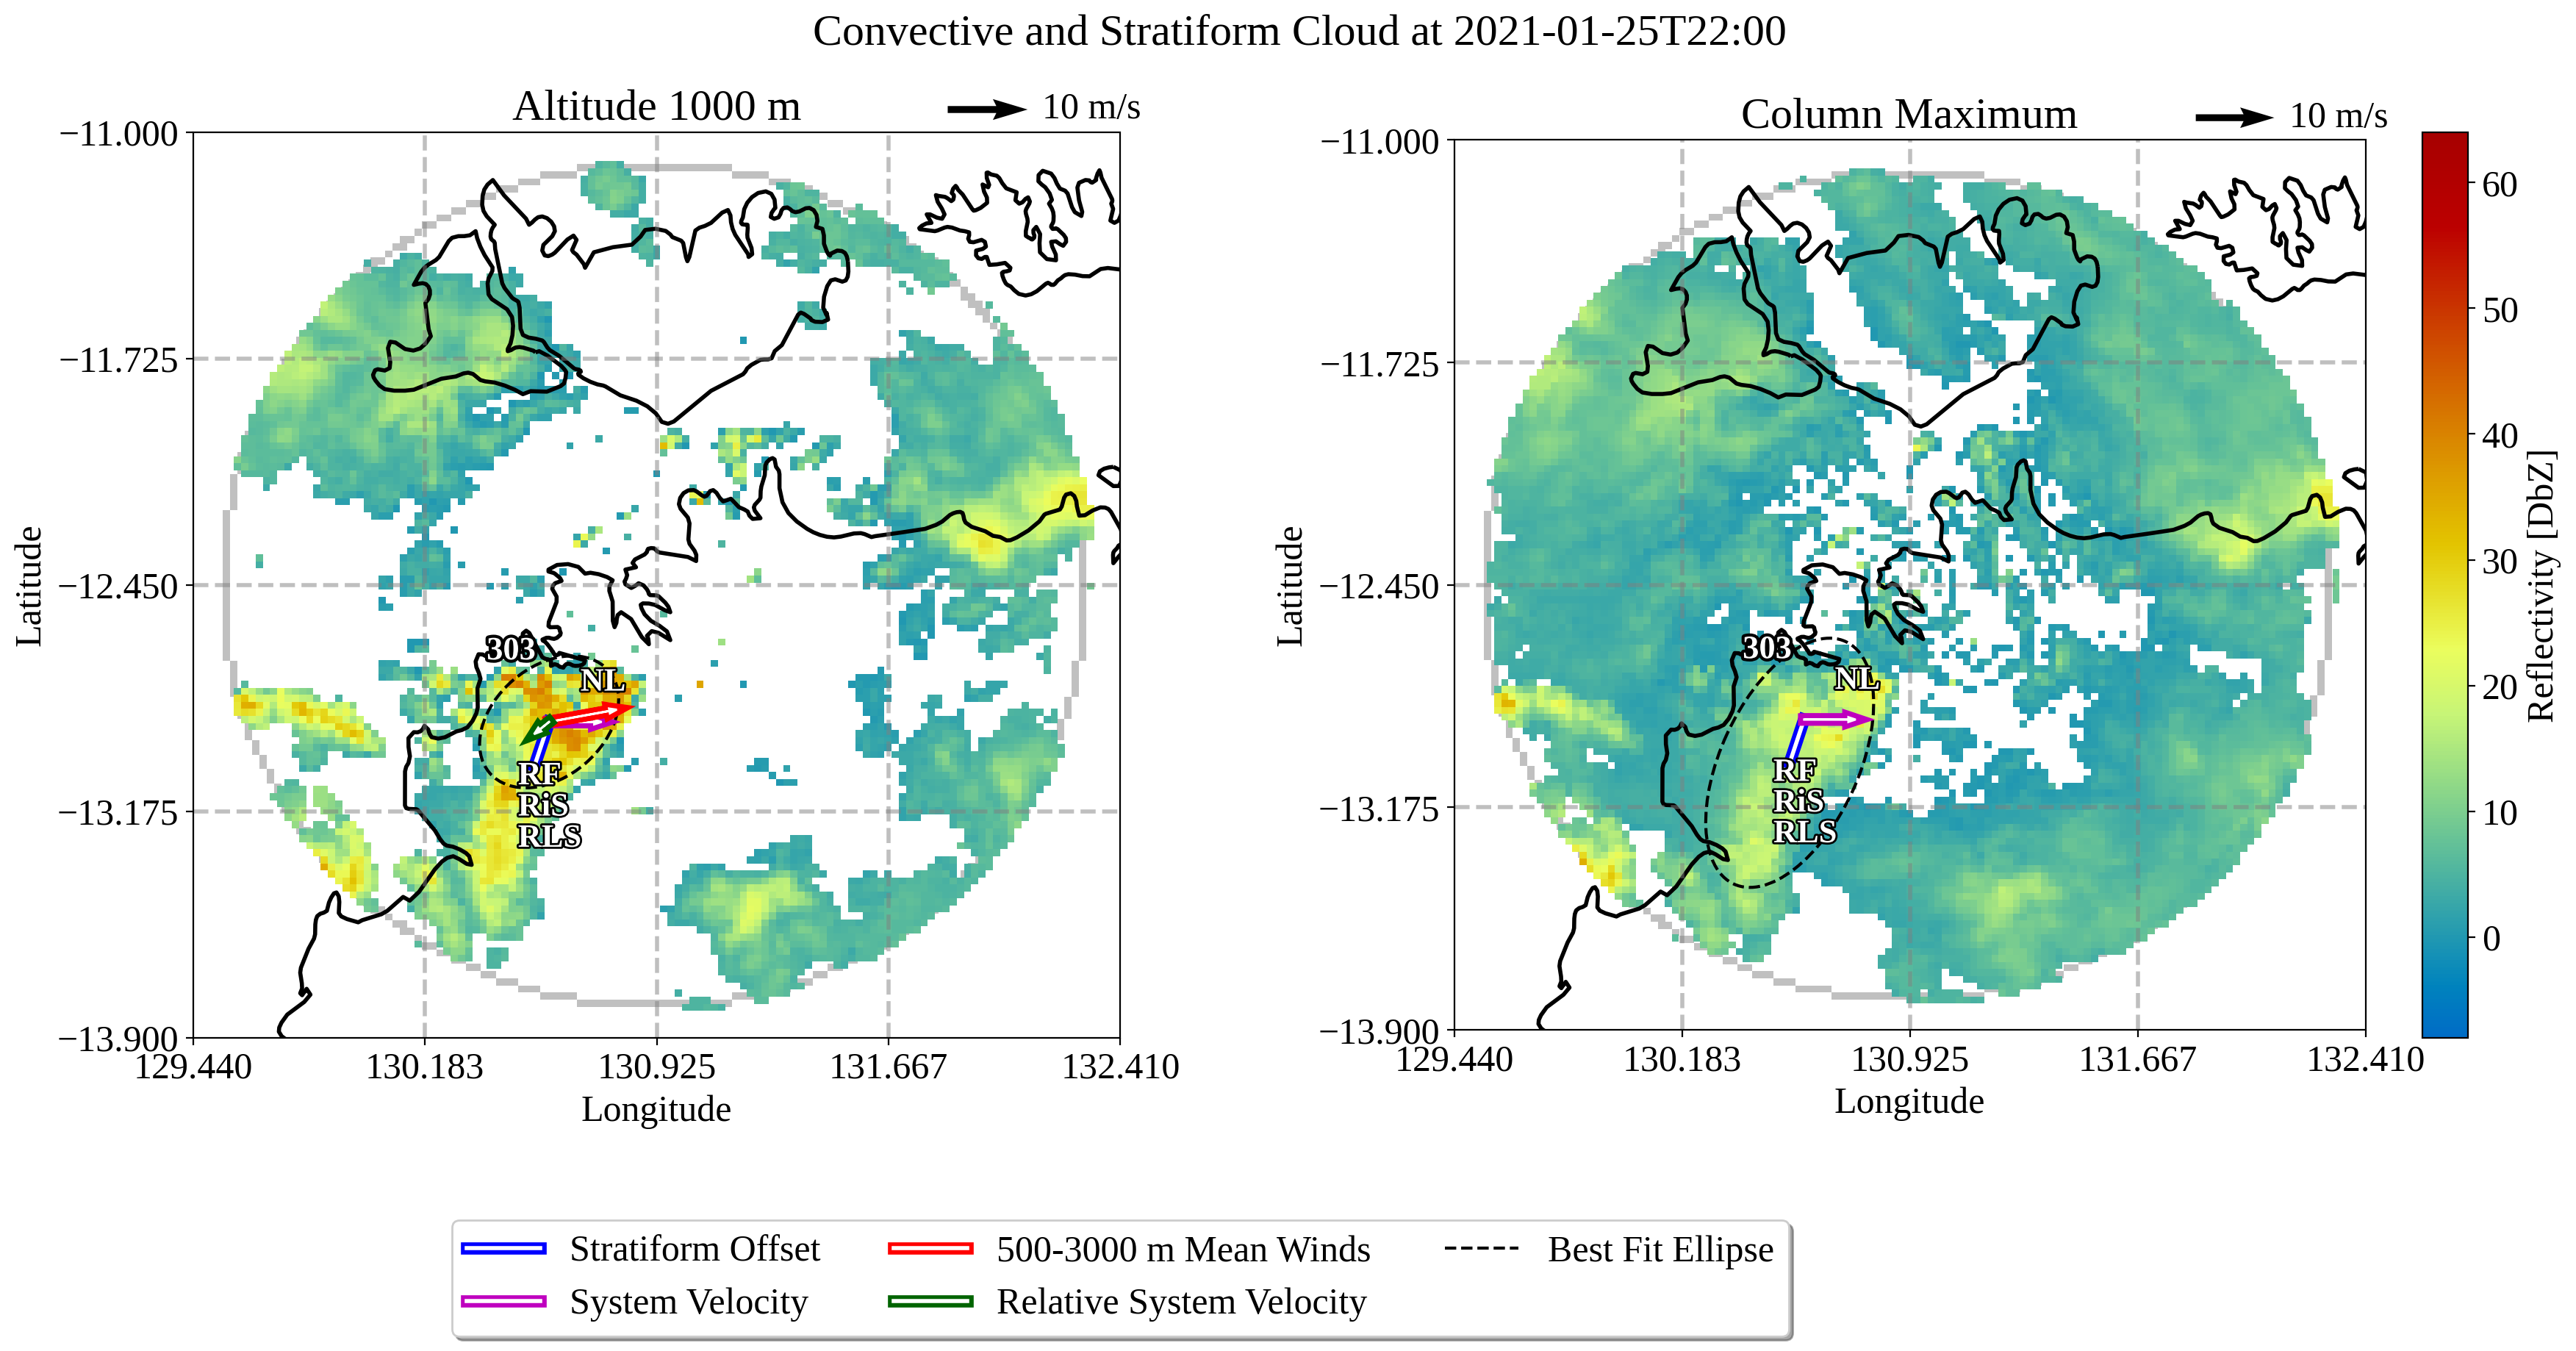 Convective and Stratiform Cloud at 2021-01-25T22:00
Altitude 1000 m
10 m/s
−11.000
−11.725
−12.450
−13.175
−13.900
129.440
130.183
130.925
131.667
132.410
Longitude
Latitude
303
NL
RF
RiS
RLS
Column Maximum
10 m/s
−11.000
−11.725
−12.450
−13.175
−13.900
129.440
130.183
130.925
131.667
132.410
Longitude
Latitude
303
NL
RF
RiS
RLS
60
50
40
30
20
10
0
Reflectivity [DbZ]
Stratiform Offset
System Velocity
500-3000 m Mean Winds
Relative System Velocity
Best Fit Ellipse